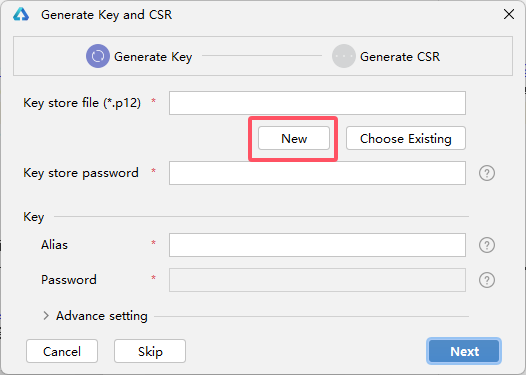 Generate Key and CSR
Generate Key
Generate CSR
Key store file (*.p12) *
New
Choose Existing
Key store password *
?
Key
Alias *
?
Password *
?
Advance setting
Cancel
Skip
Next